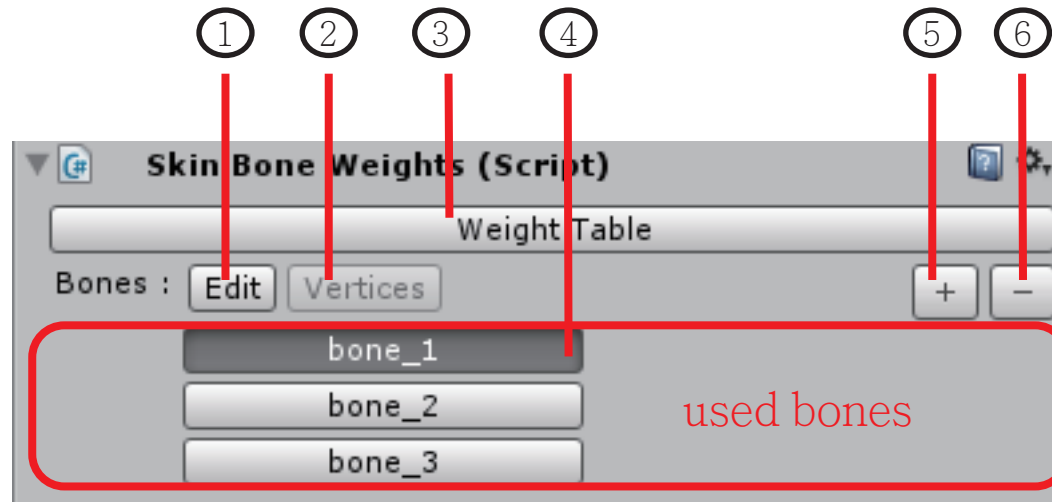 ① ② ③ ④ ⑤ ⑥
Skin Bone Weights (Script)
Weight Table
Bones : Edit Vertices + −
bone_1
bone_2
used bones
bone_3